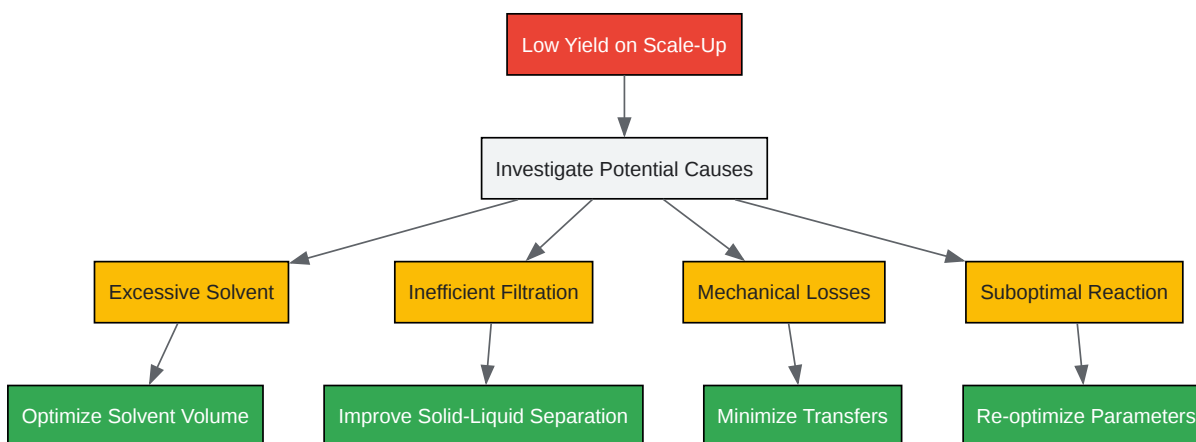 Low Yield on Scale-Up
Investigate Potential Causes
Excessive Solvent
Inefficient Filtration
Mechanical Losses
Suboptimal Reaction
Optimize Solvent Volume
Improve Solid-Liquid Separation
Minimize Transfers
Re-optimize Parameters